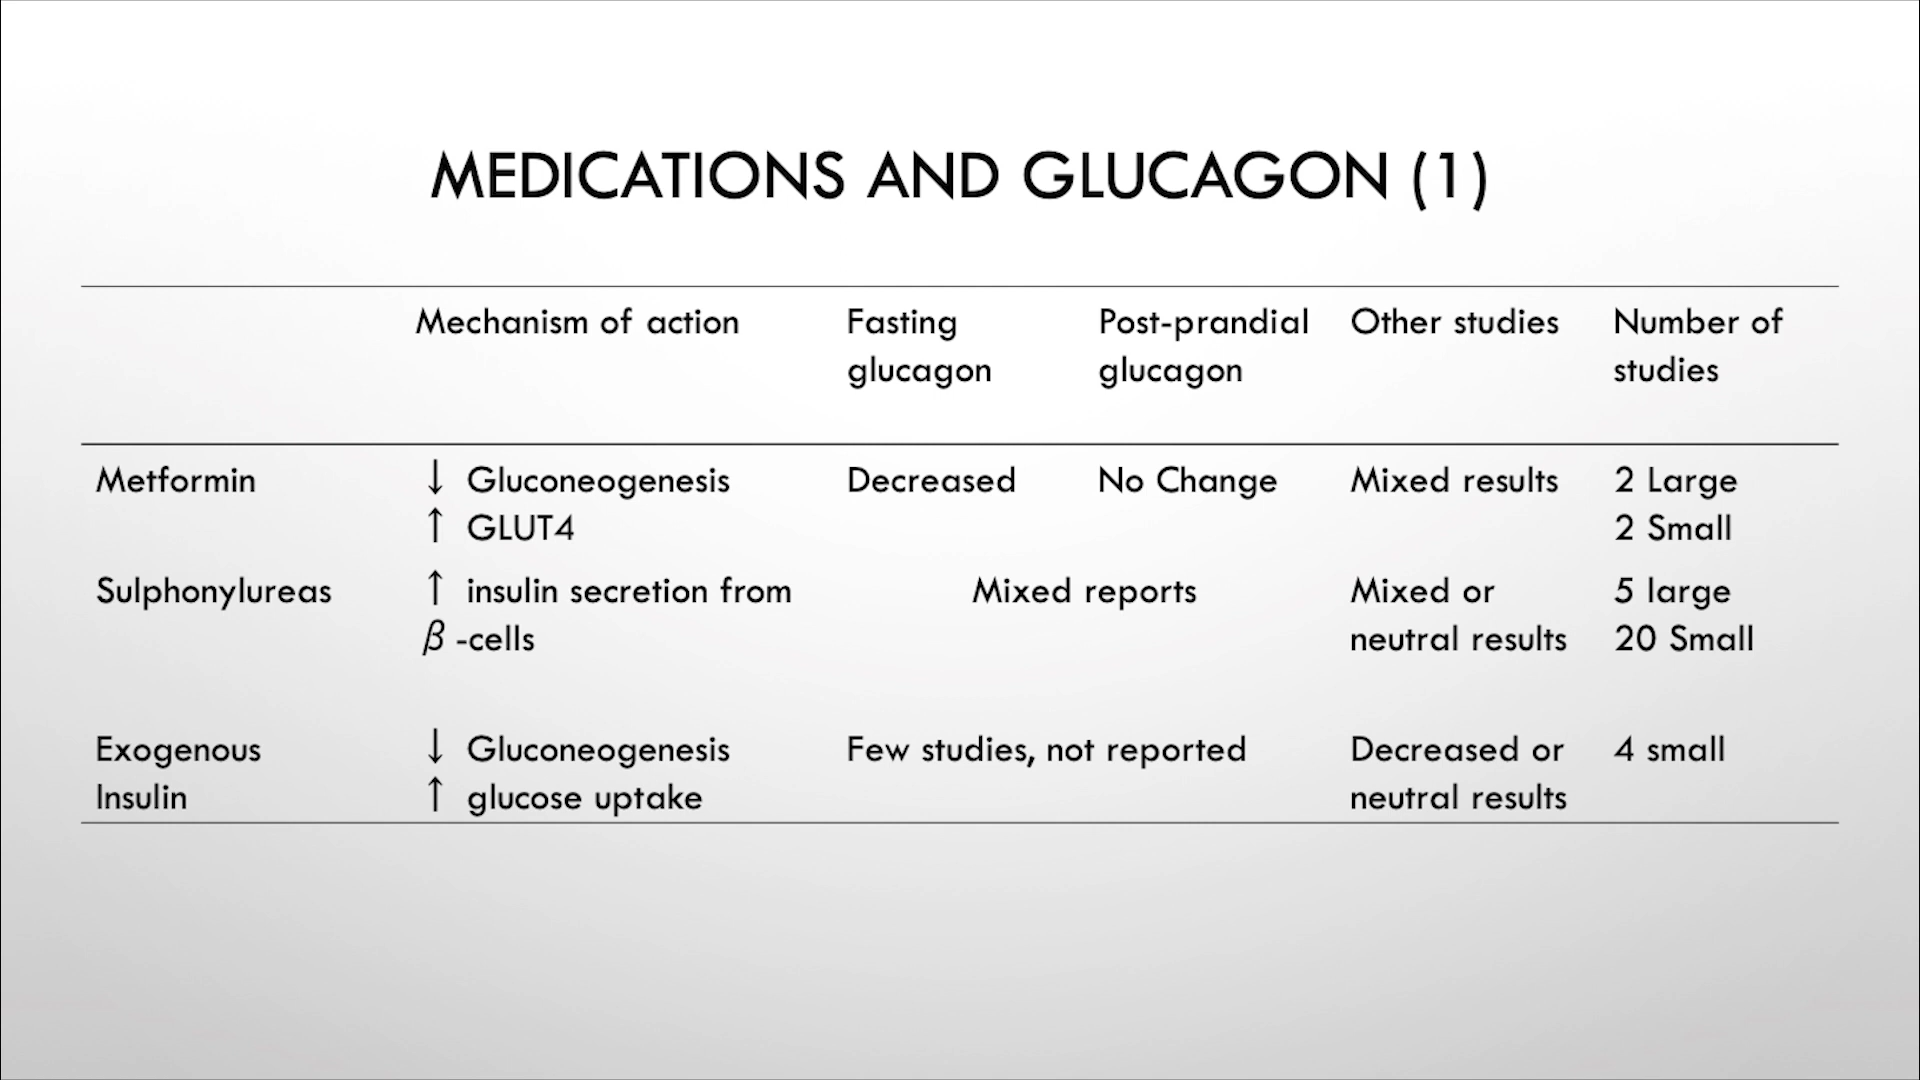 MEDICATIONS AND GLUCAGON (1)
Mechanism of action Fasting glucagon Post-prandial glucagon Other studies Number of studies
Metformin ↓ Gluconeogenesis Decreased No Change Mixed results 2 Large
↑ GLUT4 2 Small
Sulphonylureas ↑ insulin secretion from Mixed reports Mixed or 5 large
β -cells neutral results 20 Small
Exogenous ↓ Gluconeogenesis Few studies, not reported Decreased or 4 small
Insulin ↑ glucose uptake neutral results